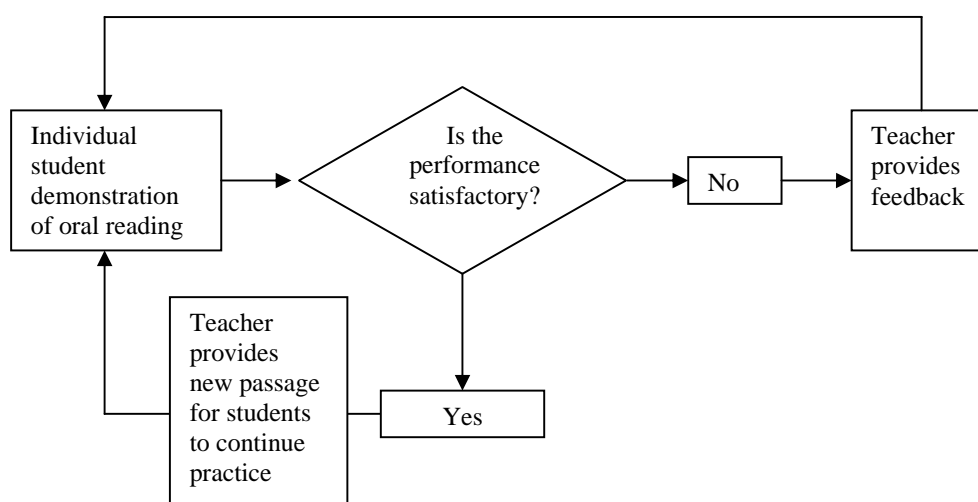 Individual
student
demonstration
of oral reading
Is the
performance
satisfactory?
No
Teacher
provides
feedback
Teacher
provides
new passage
for students
to continue
practice
Yes